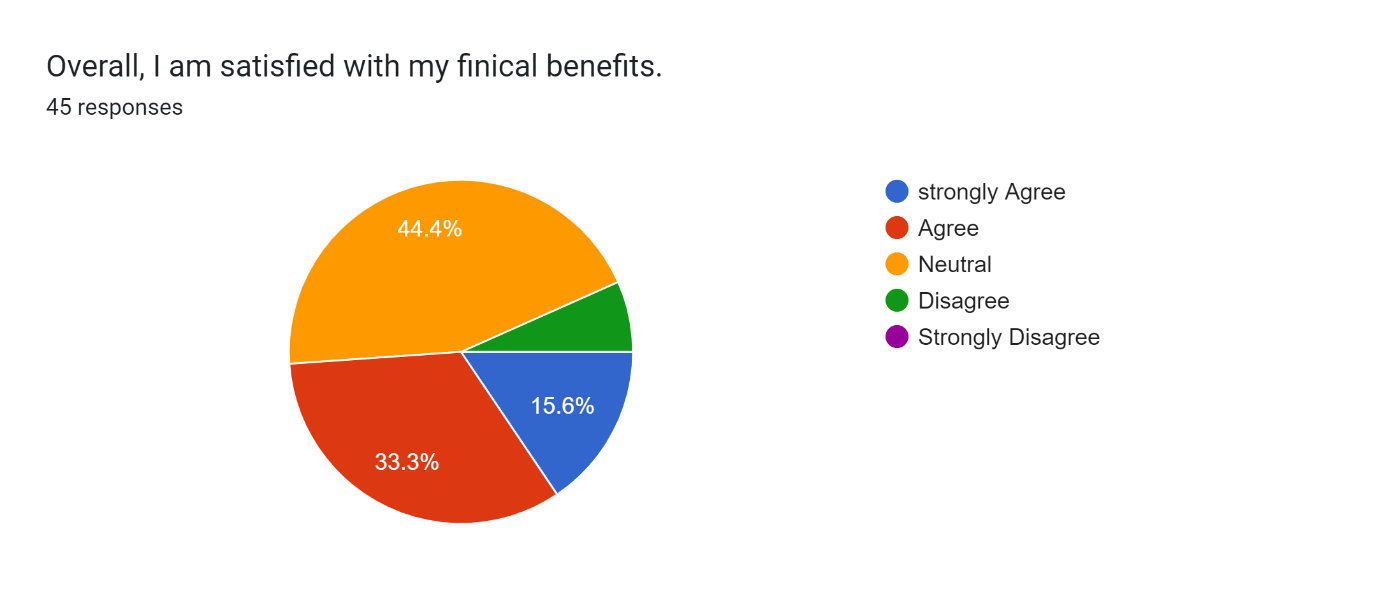 Overall, I am satisfied with my finical benefits.
45 responses
44.4%
15.6%
33.3%
strongly Agree
Agree
Neutral
Disagree
Strongly Disagree